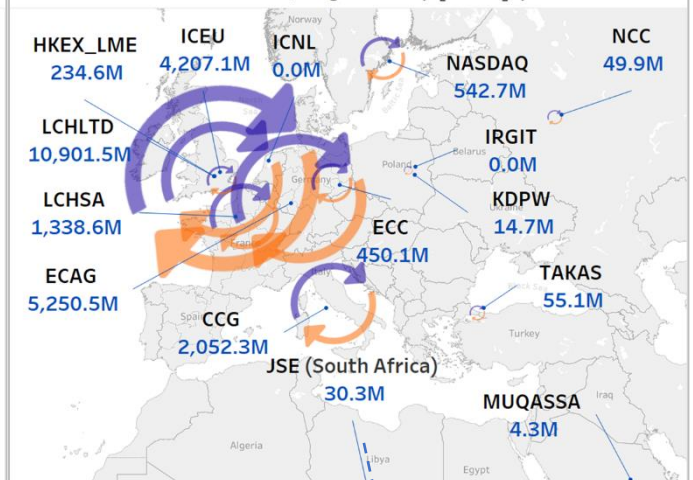 Norway
HKEX_LME
234.6M
ICEU
4,207.1M
ICNL
0.0M
NASDAQ
542.7M
NCC
49.9M
LCHLTD
10,901.5M
IRGIT
0.0M
Belarus
Poland
Germany
LCHSA
1,338.6M
KDPW
14.7M
Ukraine
ECC
450.1M
France
ECAG
5,250.5M
Italy
TAKAS
55.1M
Spain
CCG
2,052.3M
Turkey
JSE (South Africa)
30.3M
MUQASSA
4.3M
Iraq
Algeria
Libya
Egypt